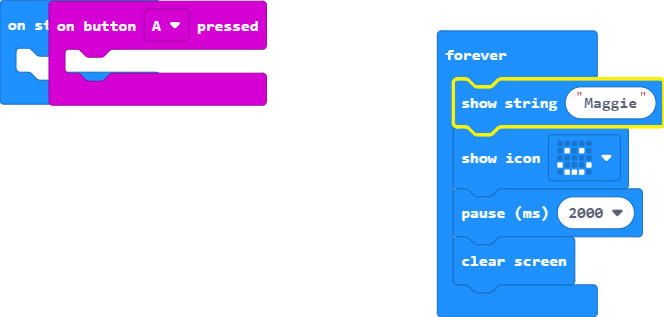 on st
on button A pressed
forever
show string "Maggie"
show icon
pause (ms) 2000
clear screen